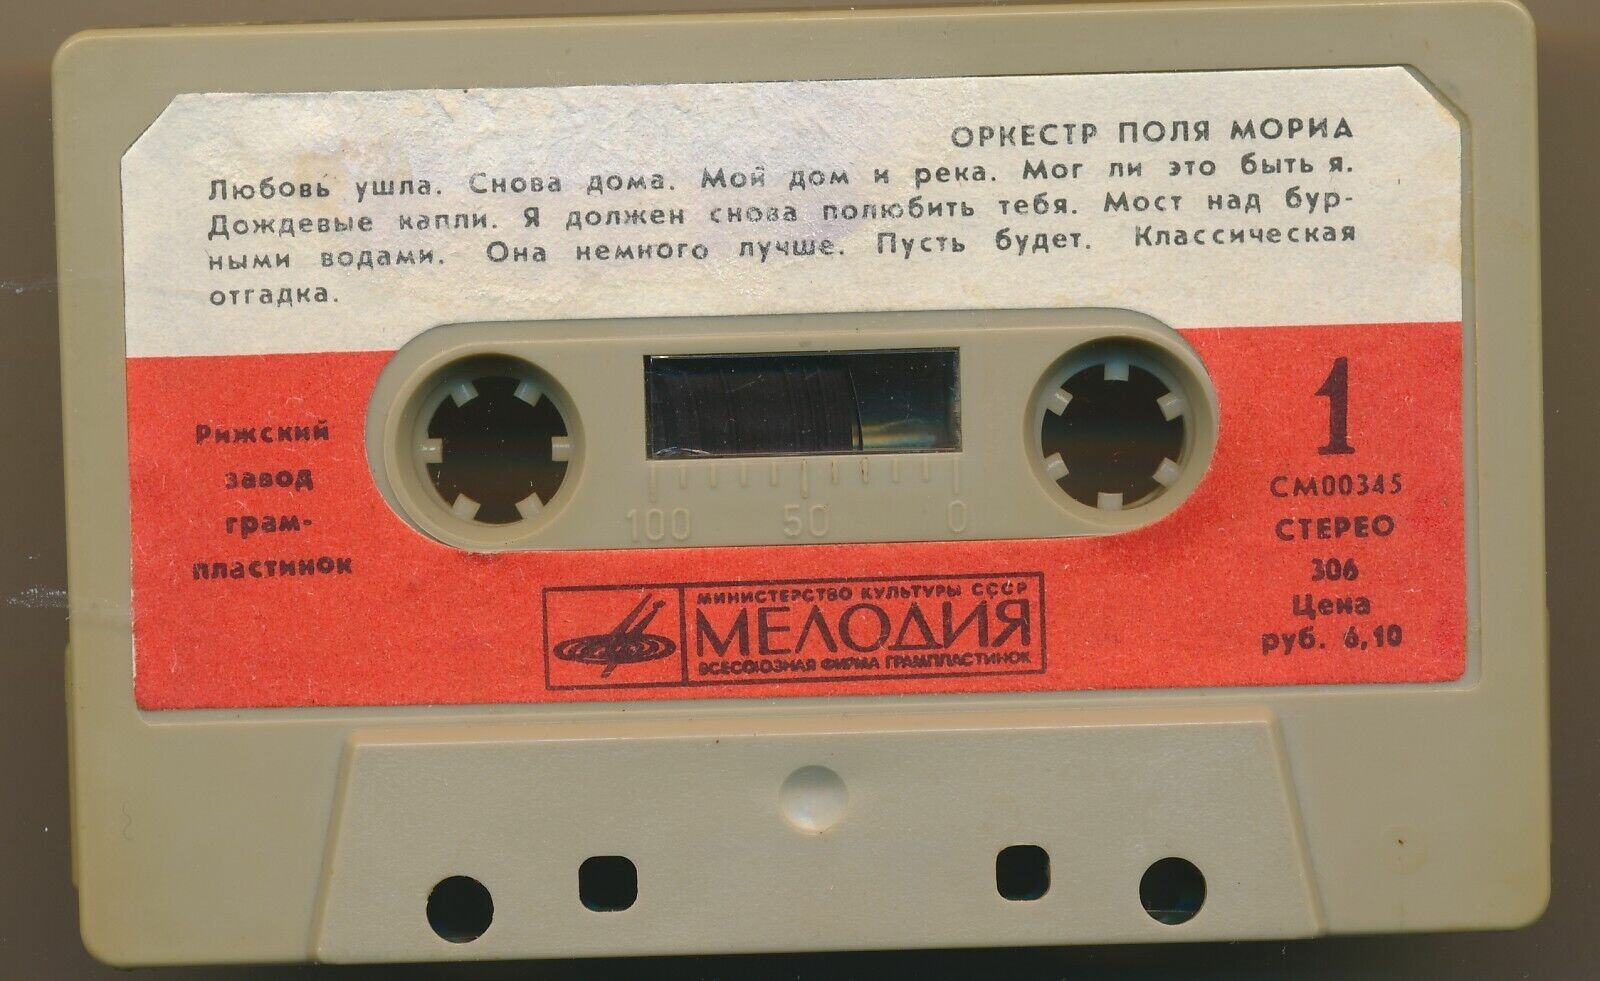 ОРКЕСТР ПОЛЯ МОРИА
Любовь ушла. Снова дома. Мой дом и река. Мог ли это быть я.
Дождевые капли. Я должен снова полюбить тебя. Мост над бур-
ными водами. Она немного лучше. Пусть будет. Классическая
отгадка.
Рижский
завод
грам-
пластинок
100 50 0
1
СМ00345
СТЕРЕО
306
Цена
руб. 6,10
МИНИСТЕРСТВО КУЛЬТУРЫ СССР
МЕЛОДИЯ
ВСЕСОЮЗНАЯ ФИРМА ГРАМПЛАСТИНОК